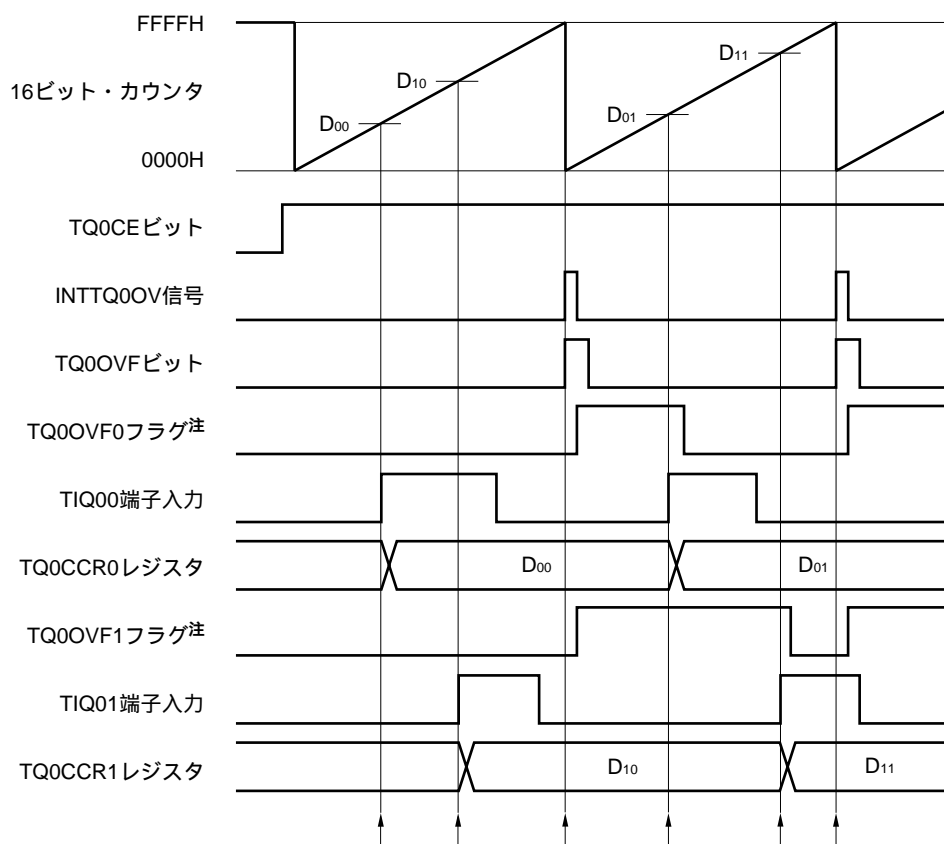 FFFFH
16ビット・カウンタ
0000H
D10
D00
D11
D01
TQ0CEビット
INTTQ0OV信号
TQ0OVFビット
TQ0OVF0フラグ注
TIQ00端子入力
TQ0CCR0レジスタ
D00
D01
TQ0OVF1フラグ注
TIQ01端子入力
TQ0CCR1レジスタ
D10
D11